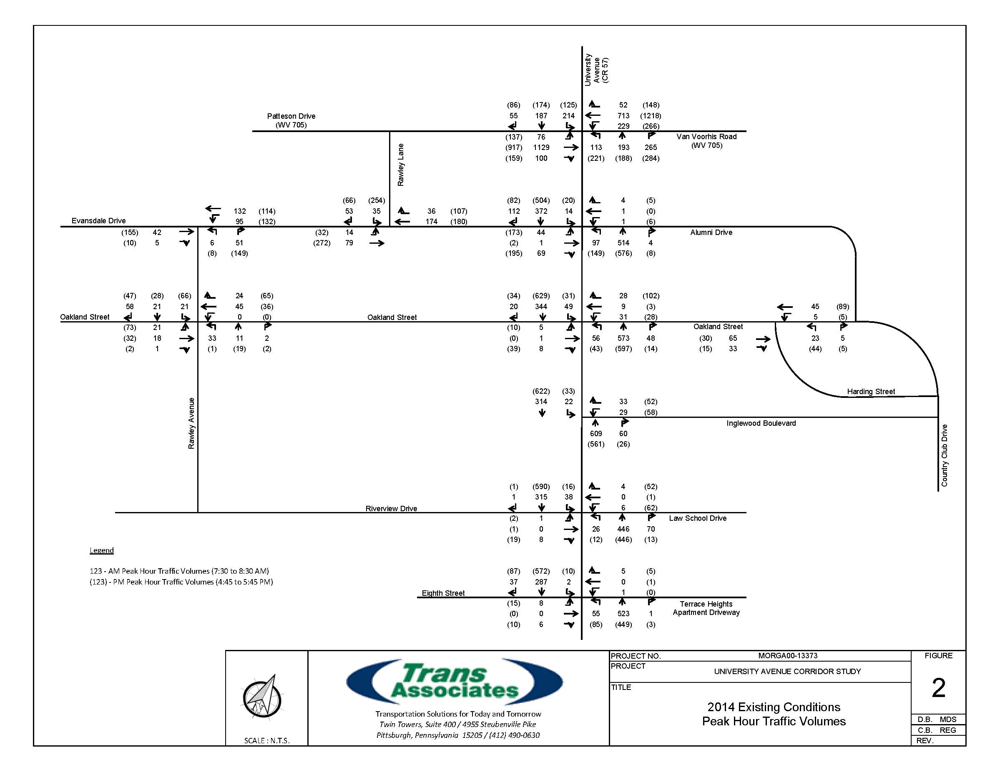 University
Avenue
(CR 57)
(86) (174) (125) 52 (148)
Patteson Drive 55 187 214 713 (1218)
(WV 705) 229 (266)
(137) 76 Van Voorhis Road
(917) 1129 113 193 265 (WV 705)
(159) 100 (221) (188) (284)
Rawley Lane
(66) (254) (82) (504) (20) 4 (5)
132 (114) 53 35 36 (107) 112 372 14 1 (0)
Evansdale Drive 95 (132) 174 (180) 1 (6)
(155) 42 (32) 14 (173) 44 Alumni Drive
(10) 5 6 51 (272) 79 (2) 1 97 514 4
(8) (149) (195) 69 (149) (576) (8)
(47) (28) (66) 24 (65) (34) (629) (31) 28 (102)
58 21 21 45 (36) 20 344 49 9 (3) 45 (89)
Oakland Street 0 (0) Oakland Street 31 (28) 5 (5)
(73) 21 (10) 5 Oakland Street
(32) 18 33 11 2 (0) 1 56 573 48 (30) 65 23 5
(2) 1 (1) (19) (2) (39) 8 (43) (597) (14) (15) 33 (44) (5)
(622) (33) Harding Street
314 22 33 (52)
29 (58)
Rawley Avenue
Inglewood Boulevard
609 60
(561) (26)
Country Club Drive
(1) (590) (16) 4 (52)
1 315 38 0 (1)
Riverview Drive 6 (62)
(2) 1 Law School Drive
(1) 0 26 446 70
(19) 8 (12) (446) (13)
Legend
123 - AM Peak Hour Traffic Volumes (7:30 to 8:30 AM)
(123) - PM Peak Hour Traffic Volumes (4:45 to 5:45 PM)
(87) (572) (10) 5 (5)
37 287 2 0 (1)
Eighth Street 1 (0)
(15) 8 Terrace Heights
(0) 0 55 523 1 Apartment Driveway
(10) 6 (85) (449) (3)
N
SCALE : N.T.S.
Trans
Associates
Transportation Solutions for Today and Tomorrow
Twin Towers, Suite 400 / 4955 Steubenville Pike
Pittsburgh, Pennsylvania 15205 / (412) 490-0630
PROJECT NO. MORGA00-13373
PROJECT
UNIVERSITY AVENUE CORRIDOR STUDY
TITLE
2014 Existing Conditions
Peak Hour Traffic Volumes
FIGURE
2
D.B. MDS
C.B. REG
REV.